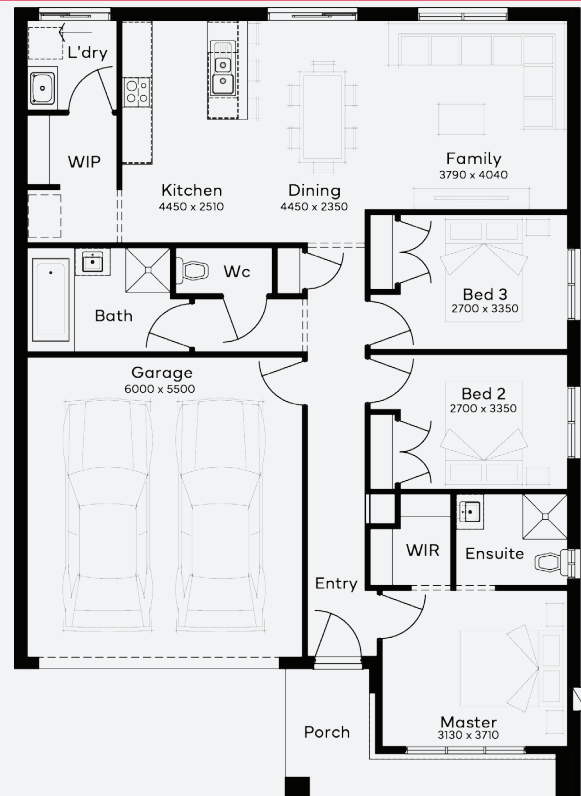 L'dry
WIP
Kitchen
4450 x 2510
Dining
4450 x 2350
Family
3790 x 4040
Bath
Wc
Bed 3
2700 x 3350
Garage
6000 x 5500
Bed 2
2700 x 3350
WIR
Ensuite
Entry
Porch
Master
3130 x 3710